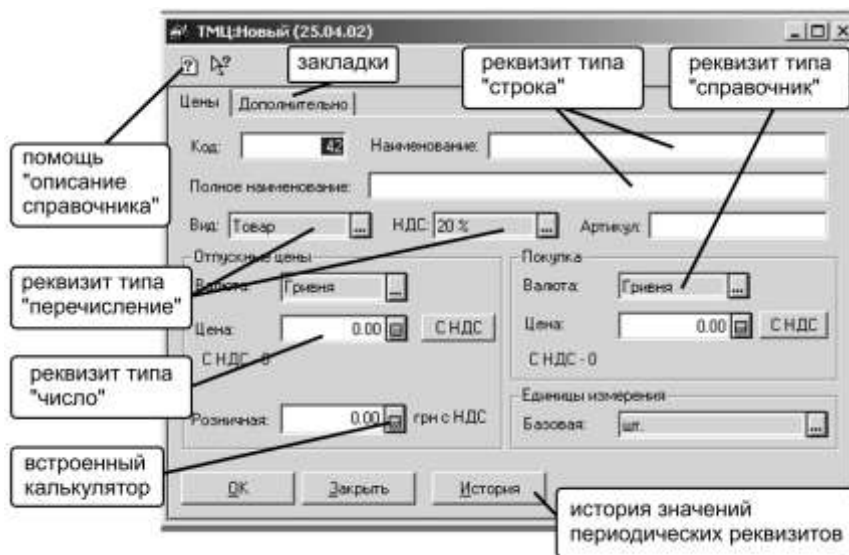 ТМЦ:Новый (25.04.02)
закладки
реквизит типа
"строка"
реквизит типа
"справочник"
Цены Дополнительно
помощь
"описание
справочника"
Код: 42 Наименование:
Полное наименование:
Вид: Товар ... НДС: 20 % ... Артикул:
реквизит типа
"перечисление"
Отпускные цены
Валюта: Гривня ...
Цена: 0.00 С НДС
С НДС - 0
Розничная: 0.00 грн с НДС
Покупка
Валюта: Гривня ...
Цена: 0.00 С НДС
С НДС - 0
Единицы измерения
Базовая: шт. ...
реквизит типа
"число"
встроенный
калькулятор
OK Закрыть История
история значений
периодических реквизитов